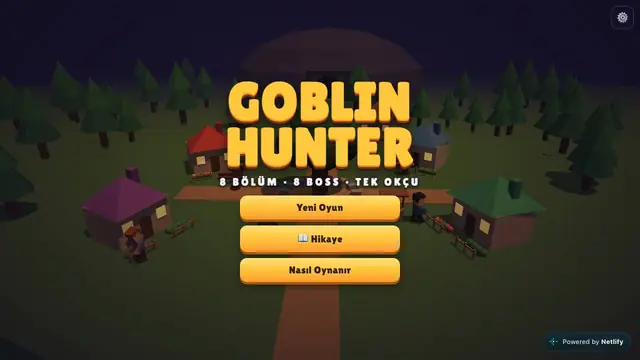 GOBLIN
HUNTER
8 BÖLÜM · 8 BOSS · TEK OKÇU
Yeni Oyun
📖 Hikaye
Nasıl Oynanır
Powered by Netlify